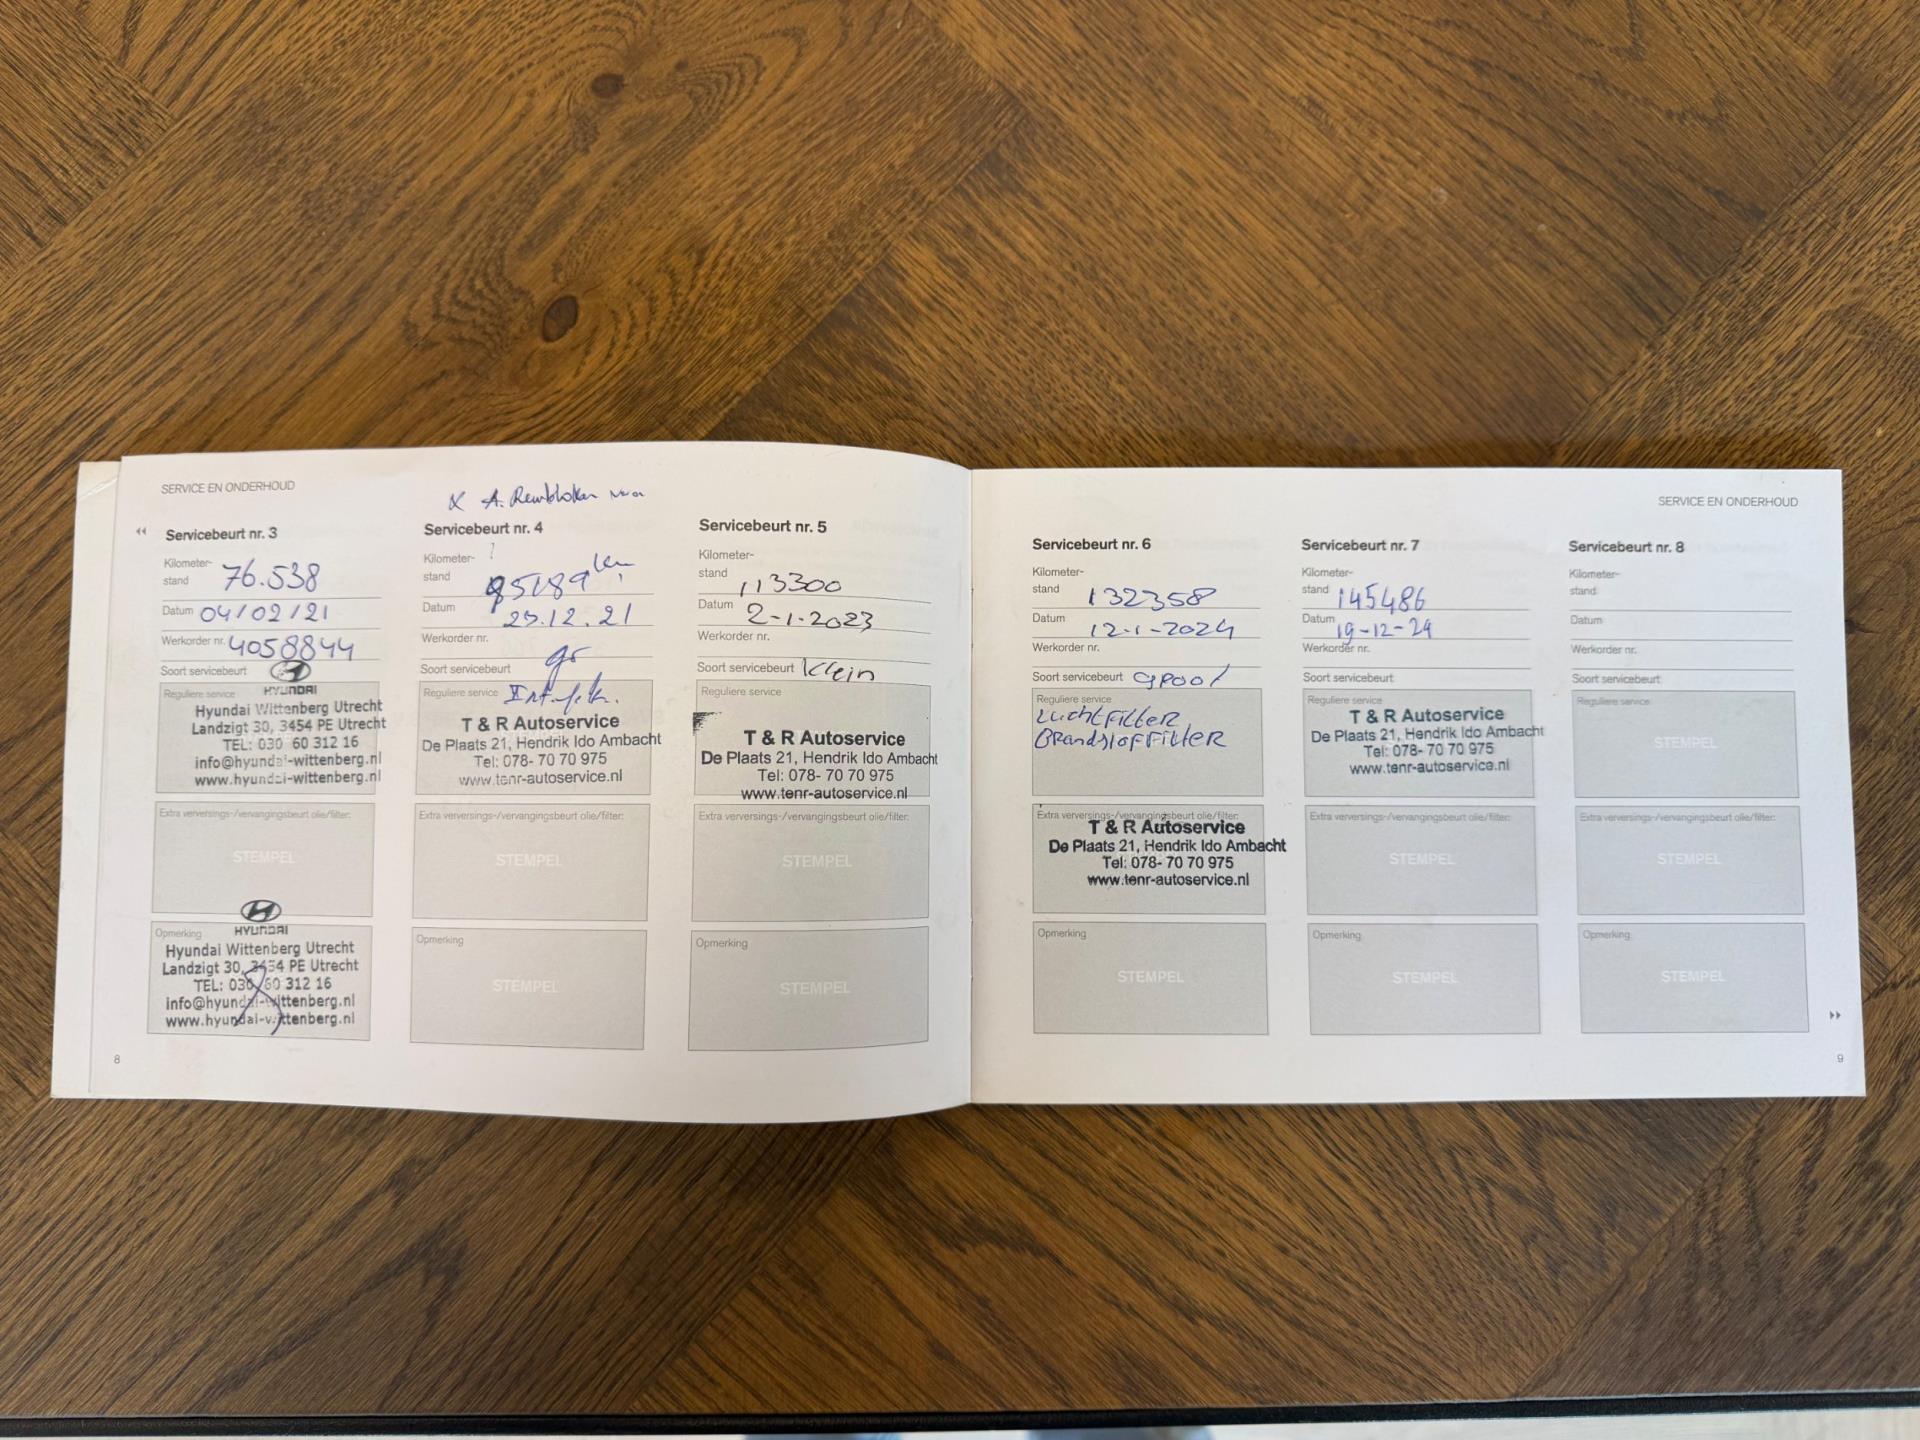 SERVICE EN ONDERHOUD
A. Remblokken
Servicebeurt nr. 3
Kilometer-
stand 76.538
Datum 04/02/21
Werkorder nr. 4058844
Soort servicebeurt
Reguliere service
HYUNDAI
Hyundai Wittenberg Utrecht
Landzigt 30, 3454 PE Utrecht
TEL: 030 60 312 16
info@hyundai-wittenberg.nl
www.hyundai-wittenberg.nl
Extra verversings-/vervangingsbeurt olie/filter:
STEMPEL
Opmerking
HYUNDAI
Hyundai Wittenberg Utrecht
Landzigt 30, 3454 PE Utrecht
TEL: 030 60 312 16
info@hyundai-wittenberg.nl
www.hyundai-wittenberg.nl
8
Servicebeurt nr. 4
Kilometer-
stand 95189 km
Datum .12.21
Werkorder nr.
Soort servicebeurt gr
Reguliere service
T & R Autoservice
De Plaats 21, Hendrik Ido Ambacht
Tel: 078- 70 70 975
www.tenr-autoservice.nl
Extra verversings-/vervangingsbeurt olie/filter:
STEMPEL
Opmerking
STEMPEL
Servicebeurt nr. 5
Kilometer-
stand 113300
Datum 2-1-2023
Werkorder nr.
Soort servicebeurt Klein
Reguliere service
T & R Autoservice
De Plaats 21, Hendrik Ido Ambacht
Tel: 078- 70 70 975
www.tenr-autoservice.nl
Extra verversings-/vervangingsbeurt olie/filter:
STEMPEL
Opmerking
STEMPEL
SERVICE EN ONDERHOUD
Servicebeurt nr. 6
Kilometer-
stand 132358
Datum 12-1-2024
Werkorder nr.
Soort servicebeurt groot
Reguliere service
Luchtfilter
Brandstoffilter
Extra verversings-/vervangingsbeurt olie/filter:
T & R Autoservice
De Plaats 21, Hendrik Ido Ambacht
Tel: 078- 70 70 975
www.tenr-autoservice.nl
Opmerking
STEMPEL
Servicebeurt nr. 7
Kilometer-
stand 145486
Datum 19-12-24
Werkorder nr.
Soort servicebeurt
Reguliere service
T & R Autoservice
De Plaats 21, Hendrik Ido Ambacht
Tel: 078- 70 70 975
www.tenr-autoservice.nl
Extra verversings-/vervangingsbeurt olie/filter:
STEMPEL
Opmerking
STEMPEL
Servicebeurt nr. 8
Kilometer-
stand
Datum
Werkorder nr.
Soort servicebeurt
Reguliere service
STEMPEL
Extra verversings-/vervangingsbeurt olie/filter:
STEMPEL
Opmerking
STEMPEL
9